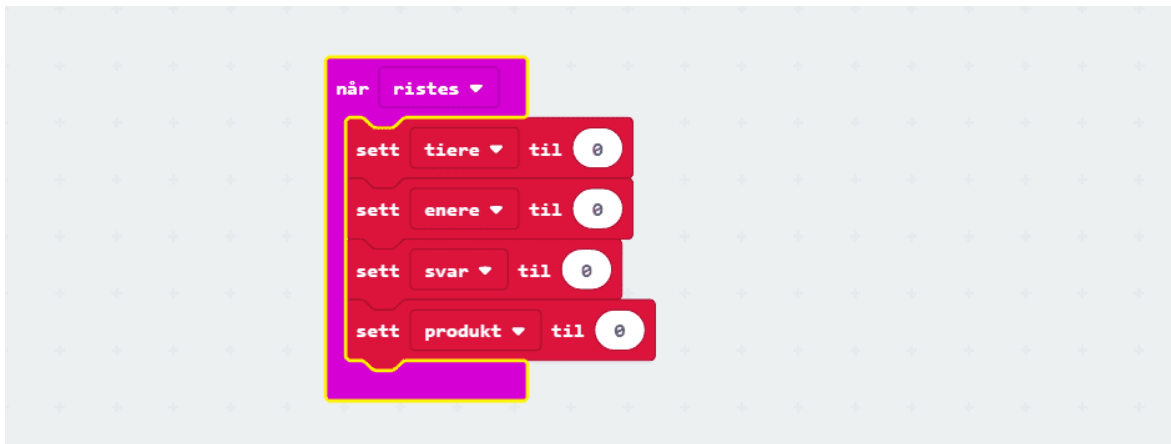 når ristes
sett tiere til 0
sett enere til 0
sett svar til 0
sett produkt til 0